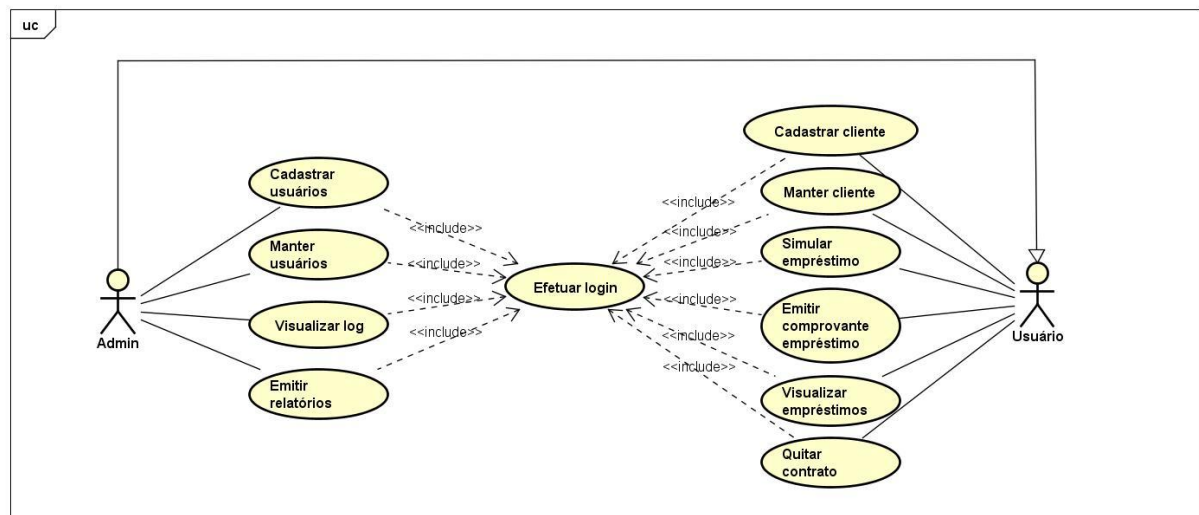 uc
Cadastrar
usuários
<<include>>
Manter
usuários
<<include>>
Visualizar log
<<include>>
Emitir
relatórios
<<include>>
Admin
Efetuar login
Cadastrar cliente
<<include>>
Manter cliente
<<include>>
Simular
empréstimo
<<include>>
Emitir
comprovante
empréstimo
<<include>>
Visualizar
empréstimos
<<include>>
Quitar
contrato
<<include>>
Usuário